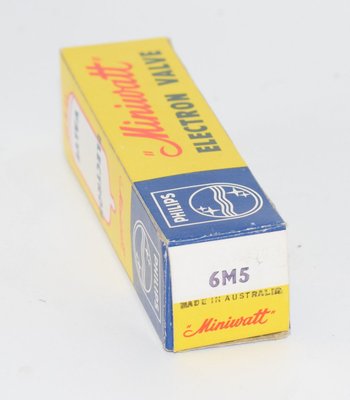 "Miniwatt"
ELECTRON VALVE
PHILIPS
6M5
MADE IN AUSTRALIA
"Miniwatt"